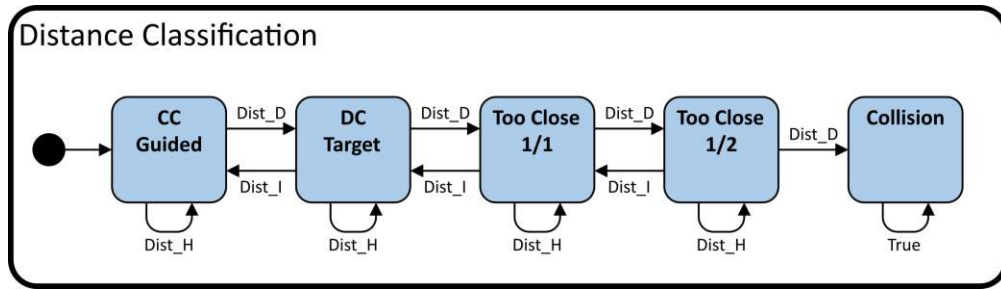 Distance Classification
CC
Guided
Dist_D
Dist_I
Dist_H
DC
Target
Dist_D
Dist_I
Dist_H
Too Close
1/1
Dist_D
Dist_I
Dist_H
Too Close
1/2
Dist_D
Dist_H
Collision
True